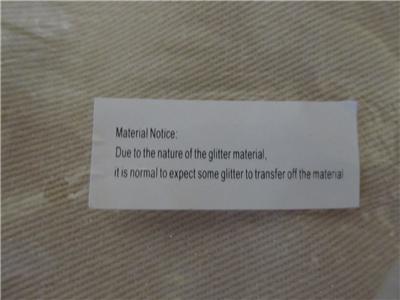 Material Notice:
Due to the nature of the glitter material,
it is normal to expect some glitter to transfer off the material